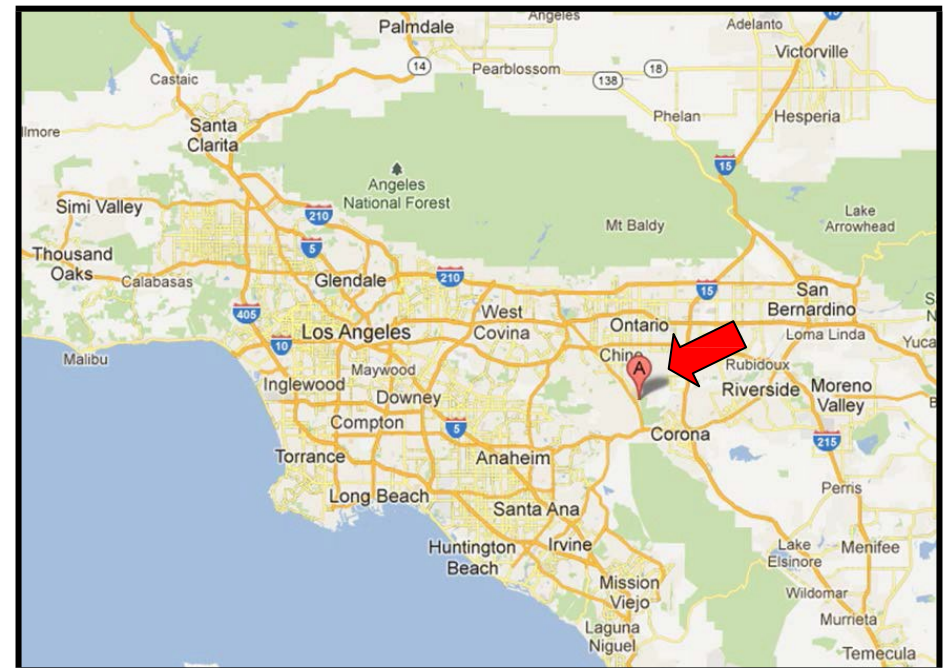 Angeles
Palmdale
Adelanto
15
Victorville
14
Pearblossom
18
138
Castaic
Phelan
Hesperia
Santa
Clarita
15
Angeles
National Forest
Simi Valley
210
Lake
Arrowhead
Mt Baldy
5
Thousand
Oaks
Calabasas
Glendale
210
15
San
Bernardino
405
West
Covina
Ontario
Los Angeles
Loma Linda
10
Malibu
Maywood
Rubidoux
A
Inglewood
Riverside
Moreno
Valley
Downey
Compton
5
Corona
215
Torrance
Anaheim
Long Beach
Perris
Santa Ana
Huntington
Beach
Irvine
Lake
Elsinore
Menifee
Mission
Viejo
Wildomar
Murrieta
Laguna
Niguel
Temecula